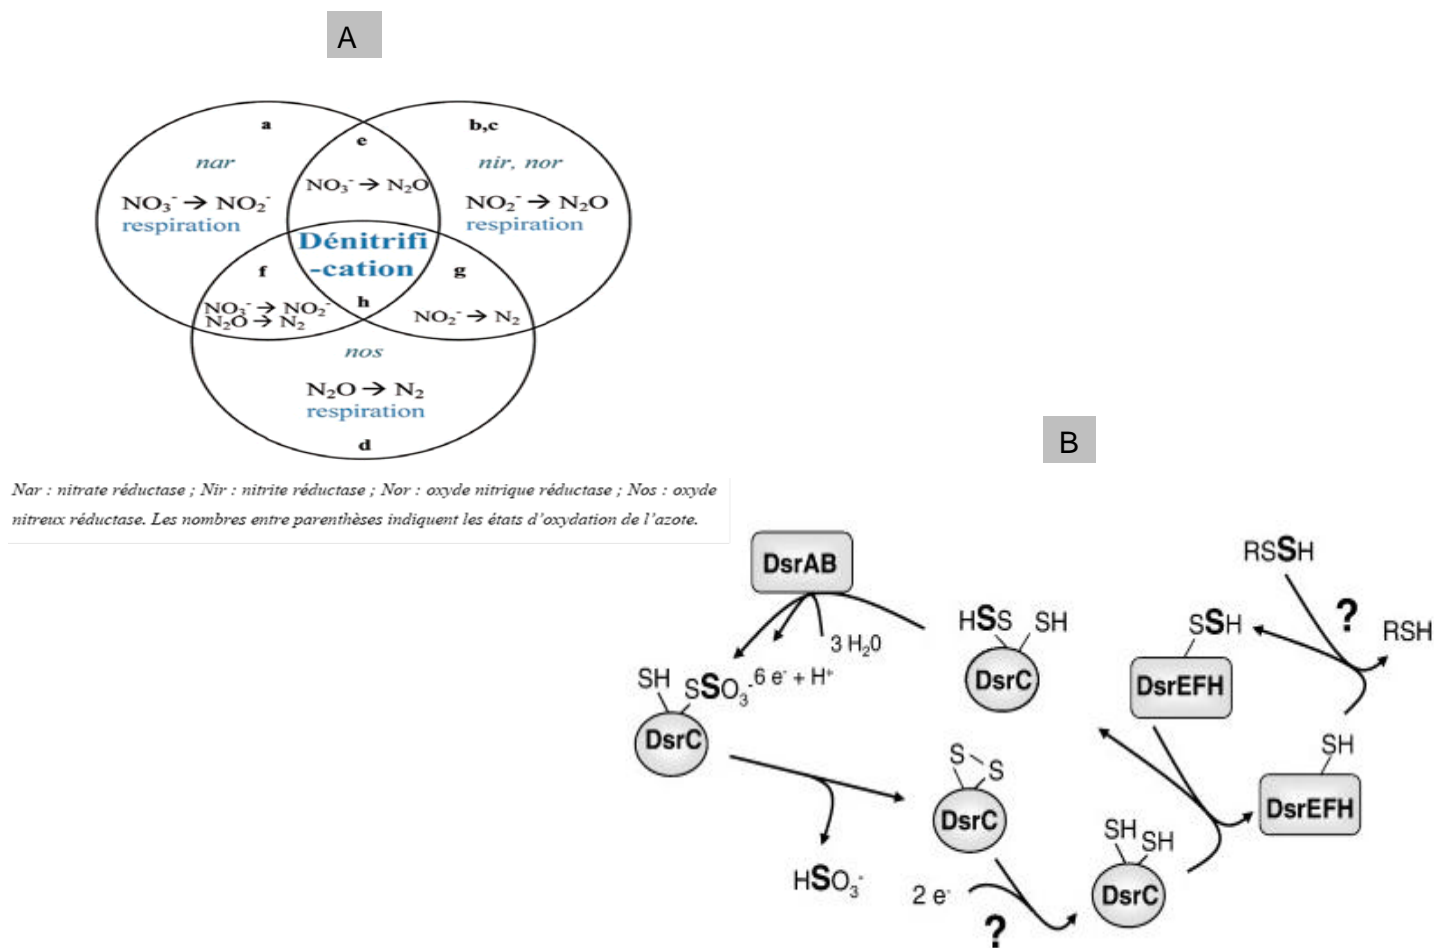 A
a
b,c
e
nar
nir, nor
NO₃⁻ → N₂O
NO₃⁻ → NO₂⁻
NO₂⁻ → N₂O
respiration
respiration
Dénitrifi
-cation
f
g
h
NO₃⁻ → NO₂⁻
N₂O → N₂
NO₂⁻ → N₂
nos
N₂O → N₂
respiration
d
Nar : nitrate réductase ; Nir : nitrite réductase ; Nor : oxyde nitrique réductase ; Nos : oxyde
nitreux réductase. Les nombres entre parenthèses indiquent les états d'oxydation de l'azote.
B
DsrAB
RSSH
?
RSH
HSS
SH
DsrC
SSH
DsrEFH
3 H₂0
6 e⁻ + H⁺
SH
SSO₃⁻
DsrC
SH
DsrEFH
S
S
DsrC
SH
SH
DsrC
HSO₃⁻
2 e⁻
?